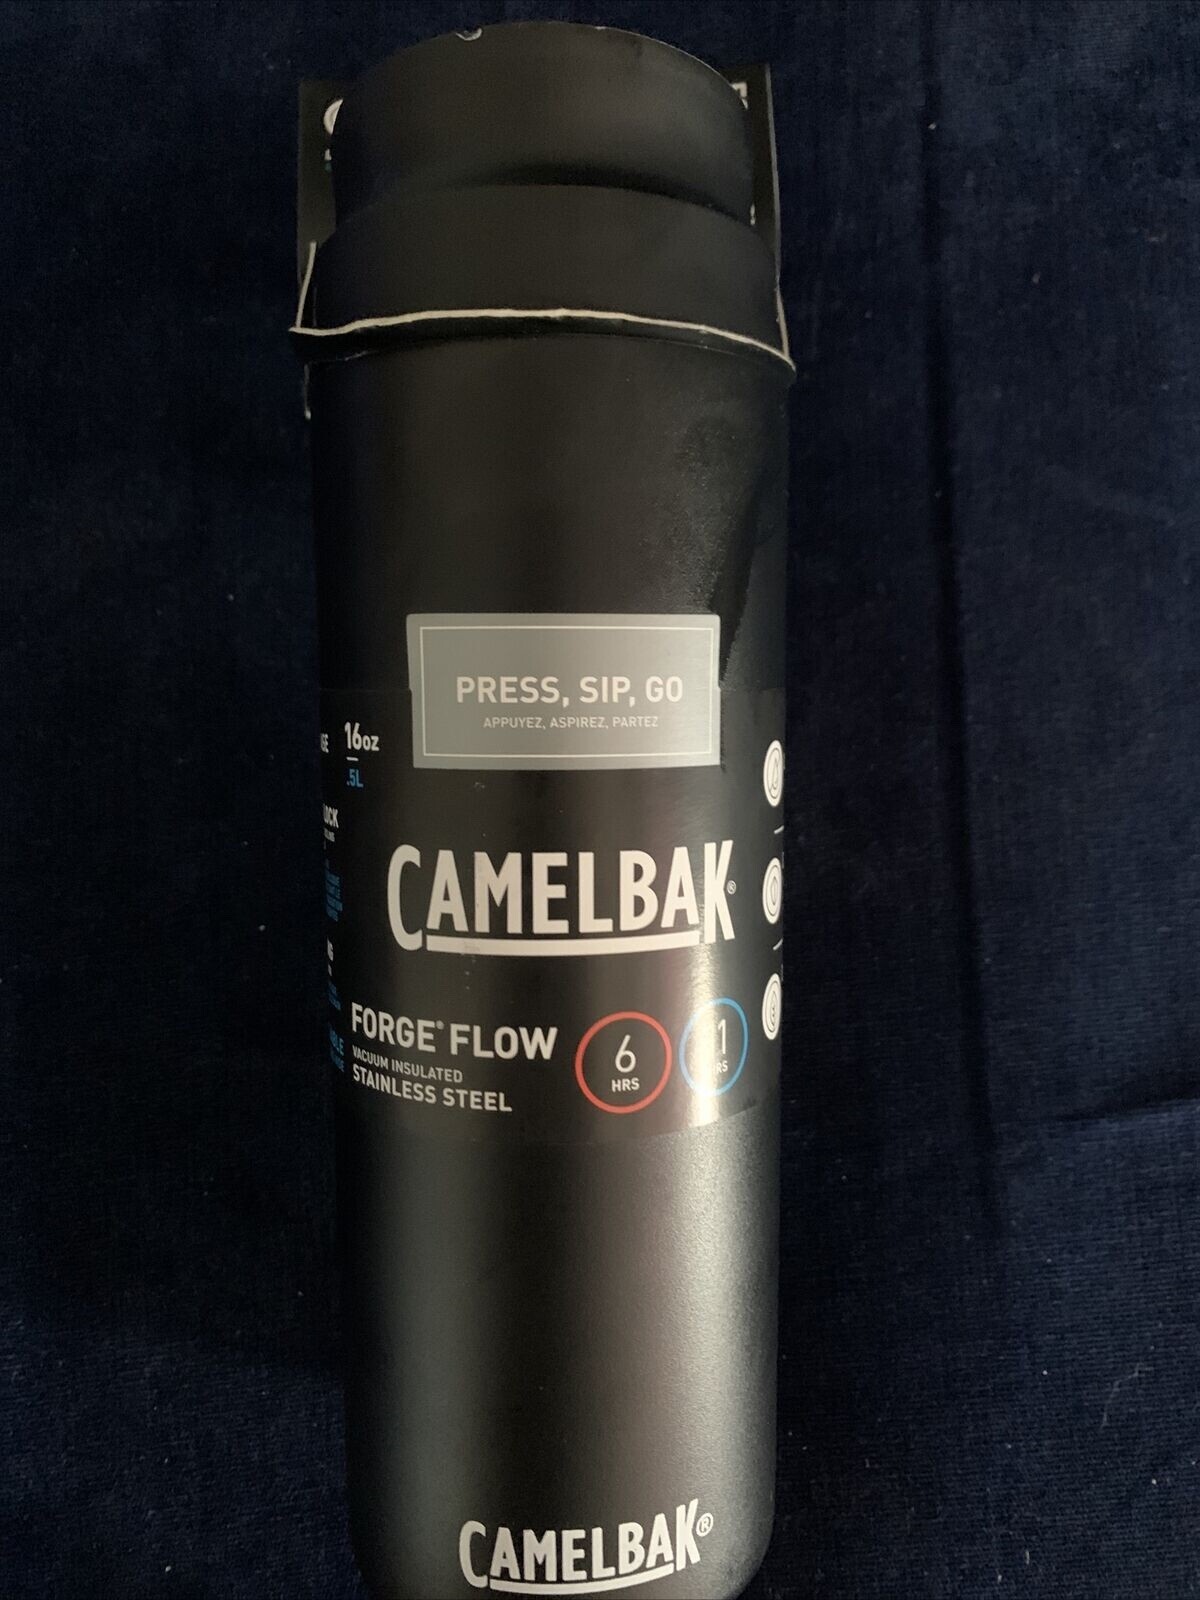 PRESS, SIP, GO
APPUYEZ, ASPIREZ, PARTEZ
16oz
.5L
CAMELBAK®
FORGE® FLOW
VACUUM INSULATED
STAINLESS STEEL
6
HRS
CAMELBAK®